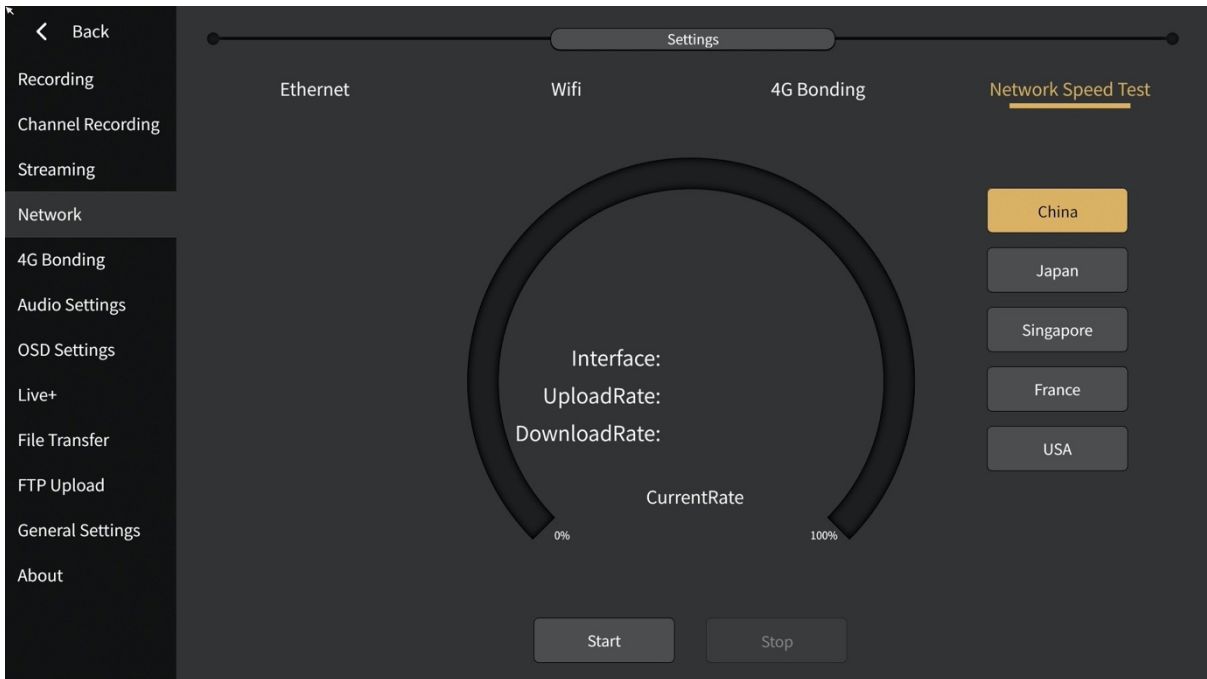 Back
Settings
Recording
Channel Recording
Streaming
Network
4G Bonding
Audio Settings
OSD Settings
Live+
File Transfer
FTP Upload
General Settings
About
Ethernet
Wifi
4G Bonding
Network Speed Test
China
Japan
Singapore
France
USA
Interface:
UploadRate:
DownloadRate:
CurrentRate
0%
100%
Start
Stop